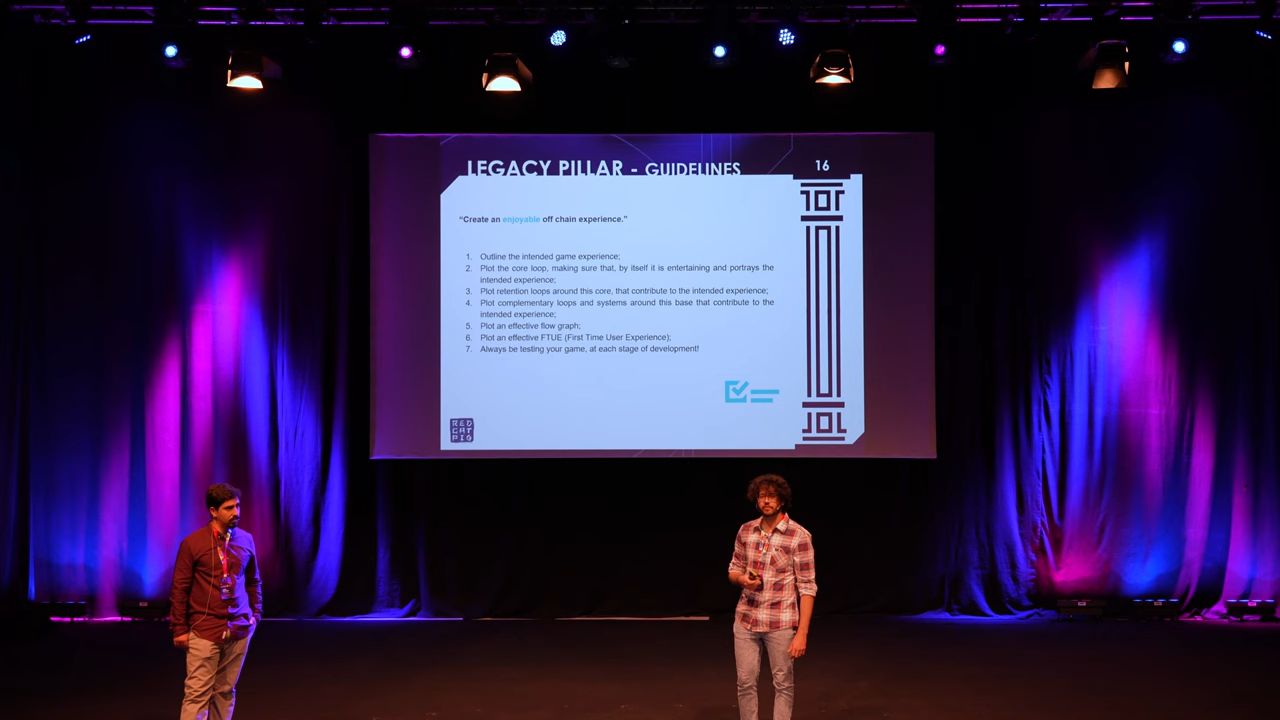 LEGACY PILLAR - GUIDELINES
16
“Create an enjoyable off chain experience.”
1. Outline the intended game experience;
2. Plot the core loop, making sure that, by itself it is entertaining and portrays the
intended experience;
3. Plot retention loops around this core, that contribute to the intended experience;
4. Plot complementary loops and systems around this base that contribute to the
intended experience;
5. Plot an effective flow graph;
6. Plot an effective FTUE (First Time User Experience);
7. Always be testing your game, at each stage of development!
RED
CAT
PIG